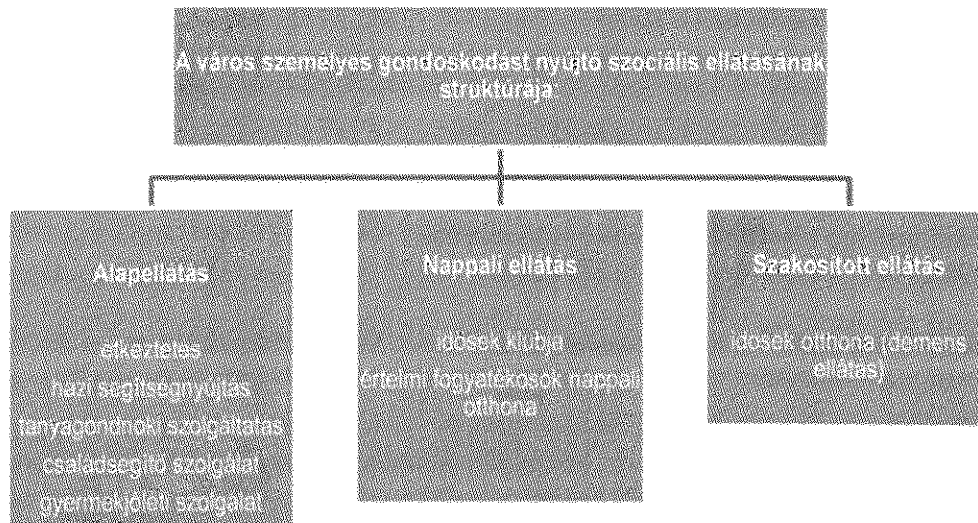 A város személyes gondoskodást nyújtó szociális ellátásának
struktúrája
Alapellátás
étkeztetés
házi segítségnyújtás
tanyagondnoki szolgáltatás
családsegítő szolgálat
gyermekjóléti szolgálat
Nappali ellátás
idősek klubja
értelmi fogyatékosok nappali
otthona
Szakosított ellátás
idősek otthona (demens
ellátás)